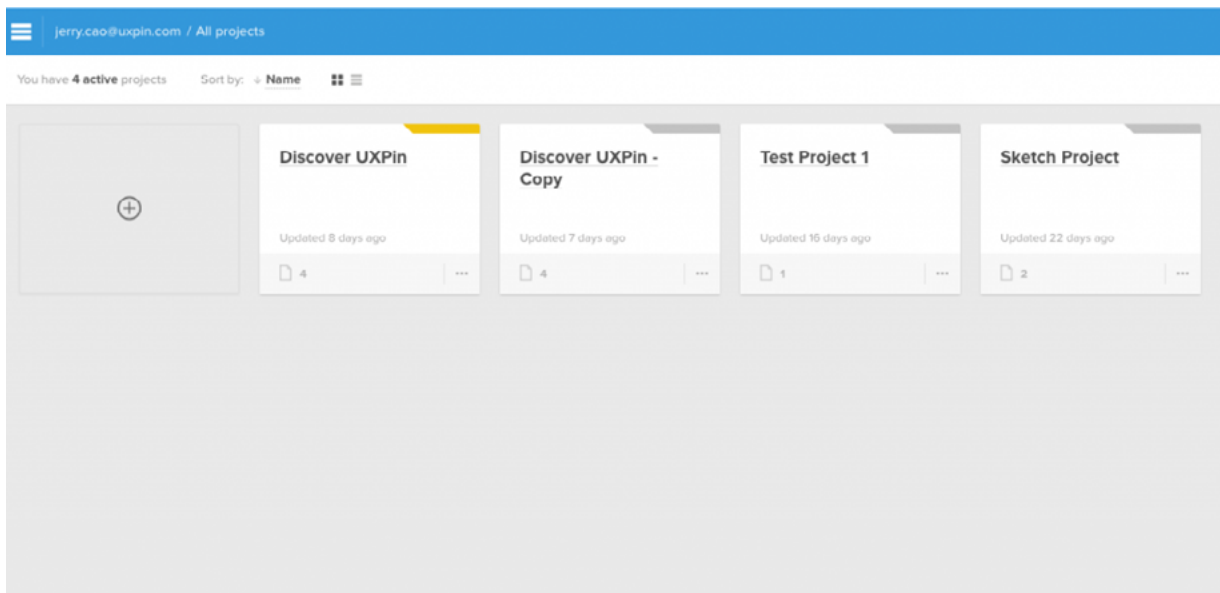 jerry.cao@uxpin.com / All projects
You have 4 active projects Sort by: ↓ Name
Discover UXPin
Updated 8 days ago
4
Discover UXPin -
Copy
Updated 7 days ago
4
Test Project 1
Updated 16 days ago
1
Sketch Project
Updated 22 days ago
2